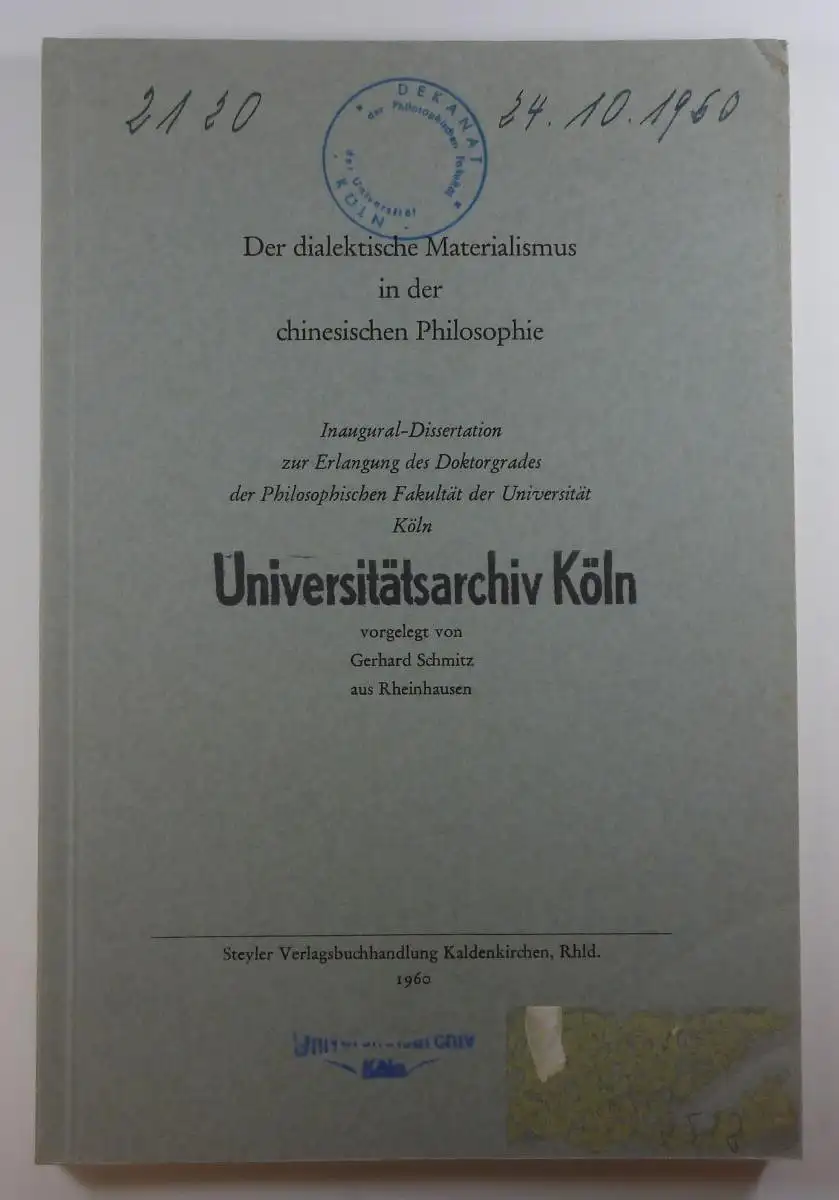 2120
24.10.1960
DEKANAT
der Philosophischen Fakultät
der Universität
KÖLN
Der dialektische Materialismus
in der
chinesischen Philosophie
Inaugural-Dissertation
zur Erlangung des Doktorgrades
der Philosophischen Fakultät der Universität
Köln
Universitätsarchiv Köln
vorgelegt von
Gerhard Schmitz
aus Rheinhausen
Steyler Verlagsbuchhandlung Kaldenkirchen, Rhld.
1960
Universitätsarchiv
Köln